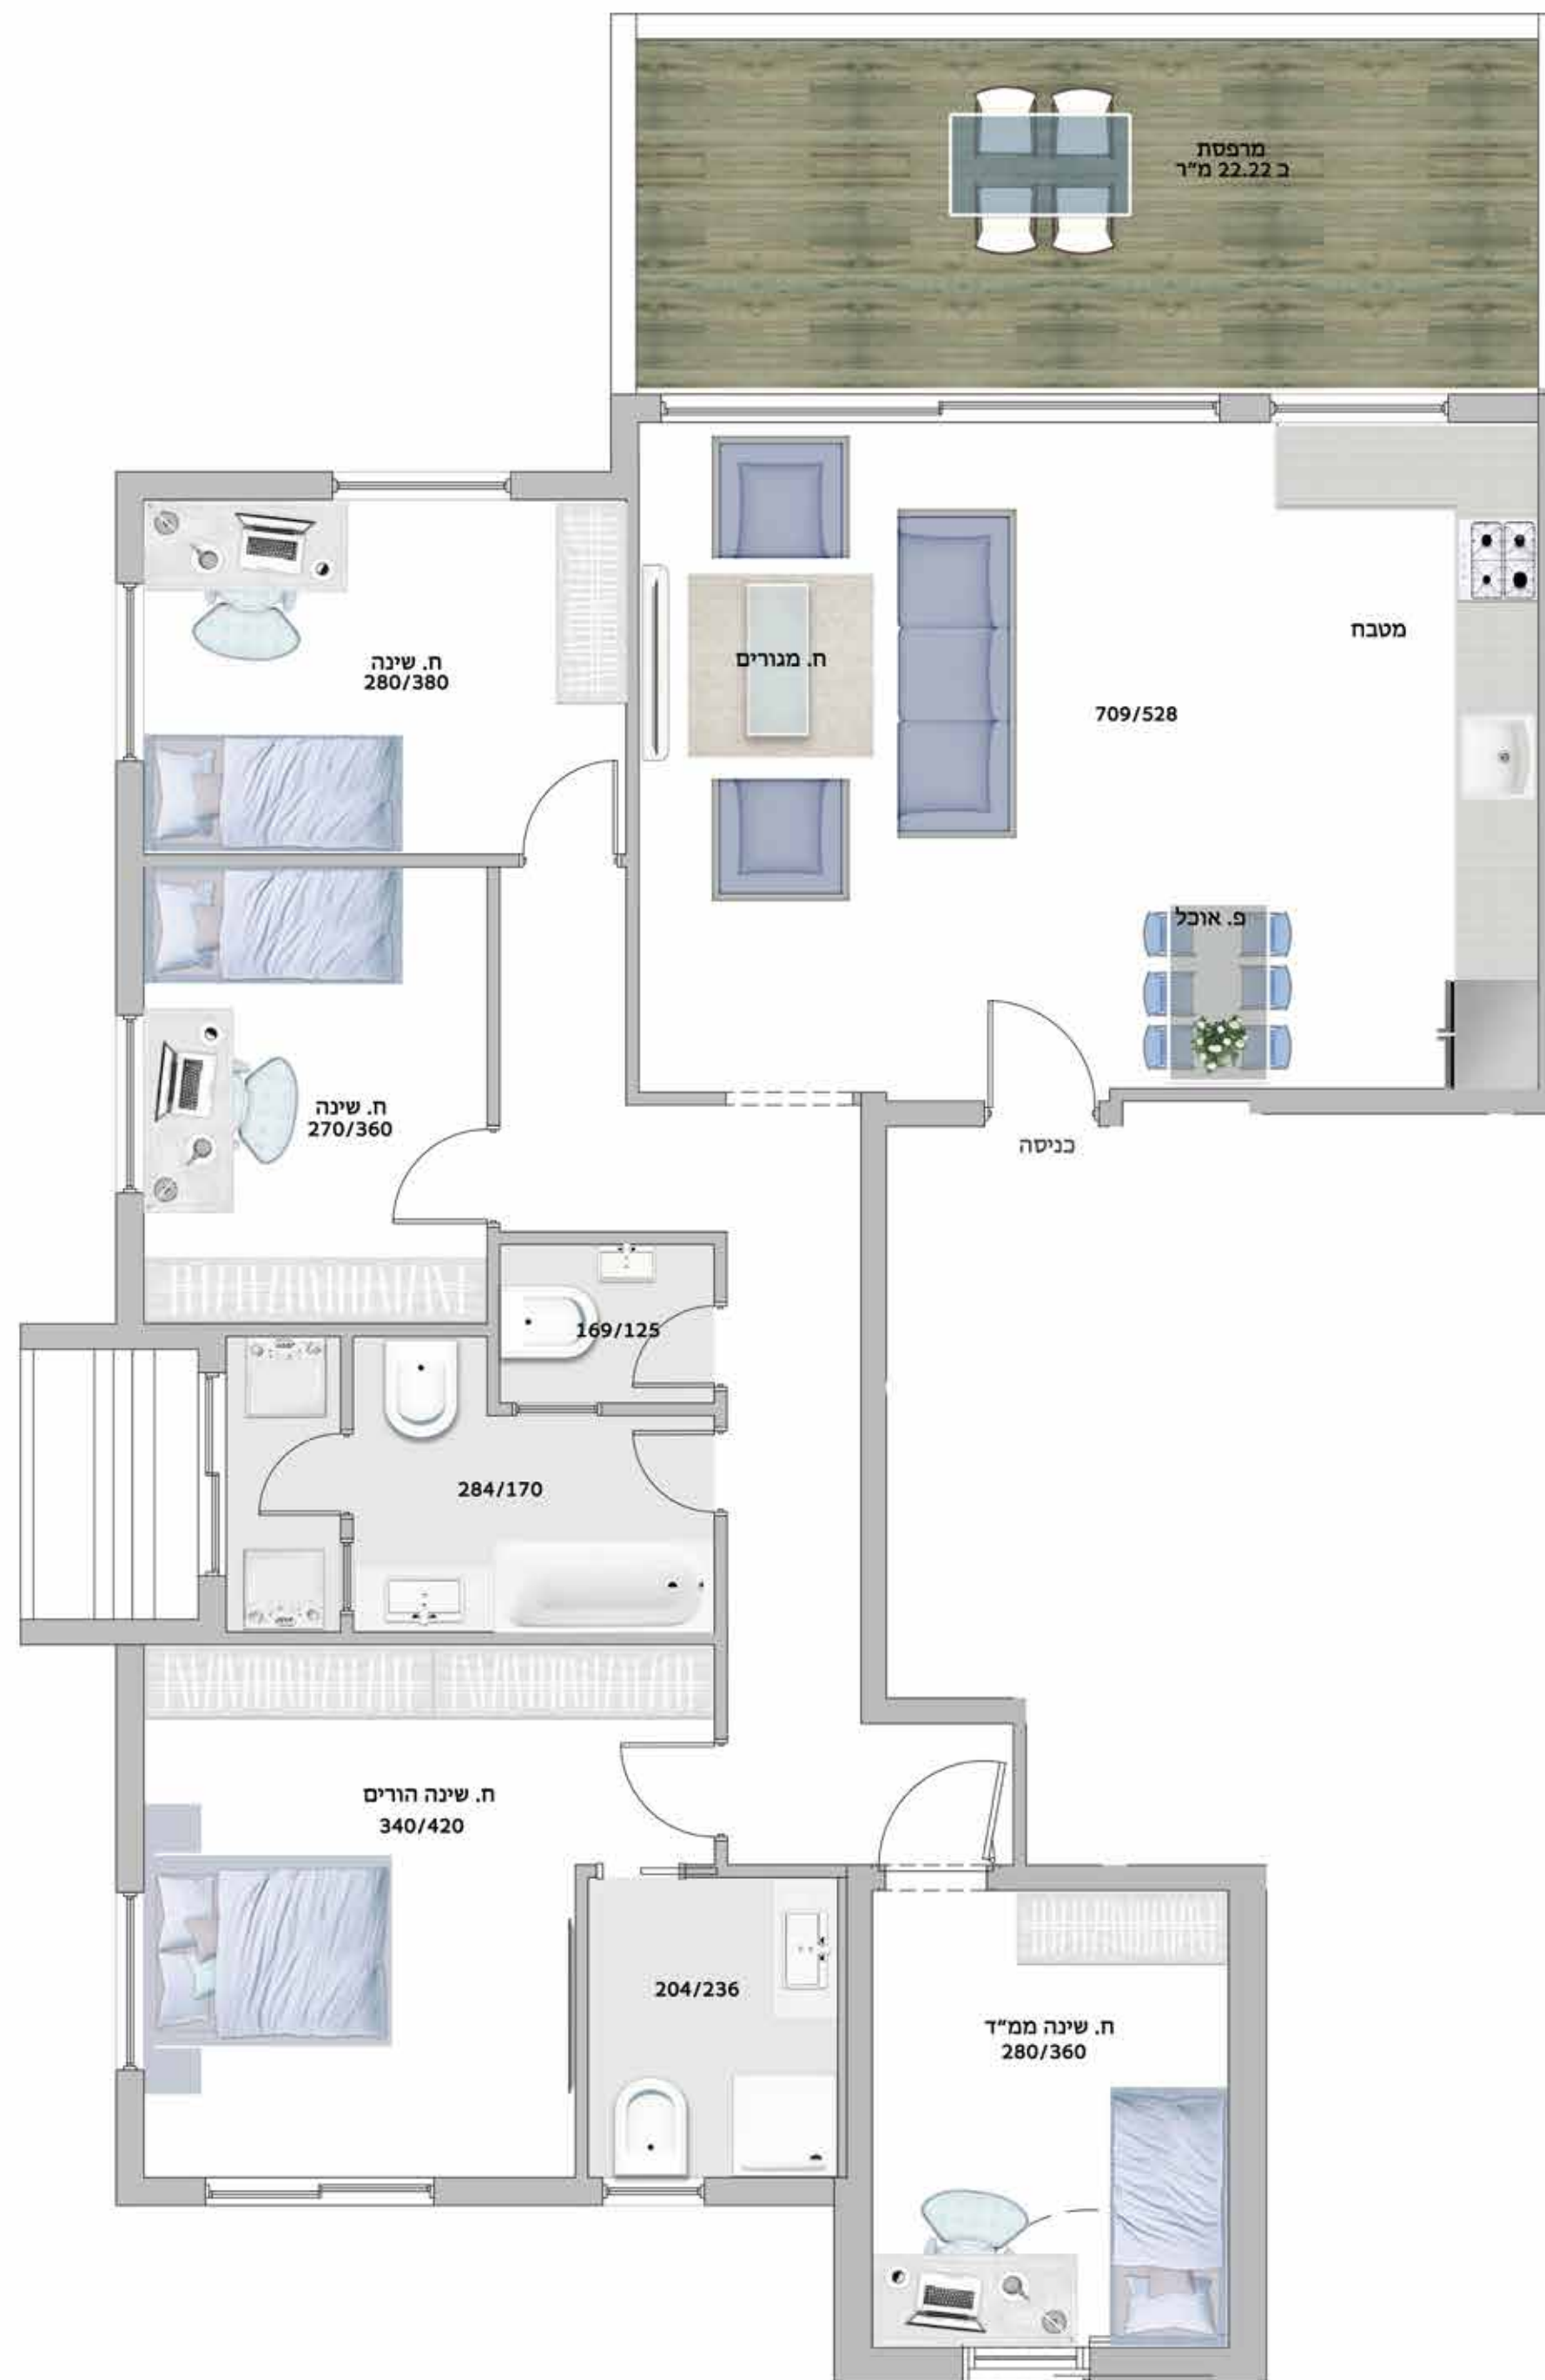 מרפסת
כ 22.22 מ״ר
ח. שינה
280/380
ח. מגורים
מטבח
709/528
פ. אוכל
ח. שינה
270/360
כניסה
169/125
284/170
ח. שינה הורים
340/420
204/236
ח. שינה ממ״ד
280/360